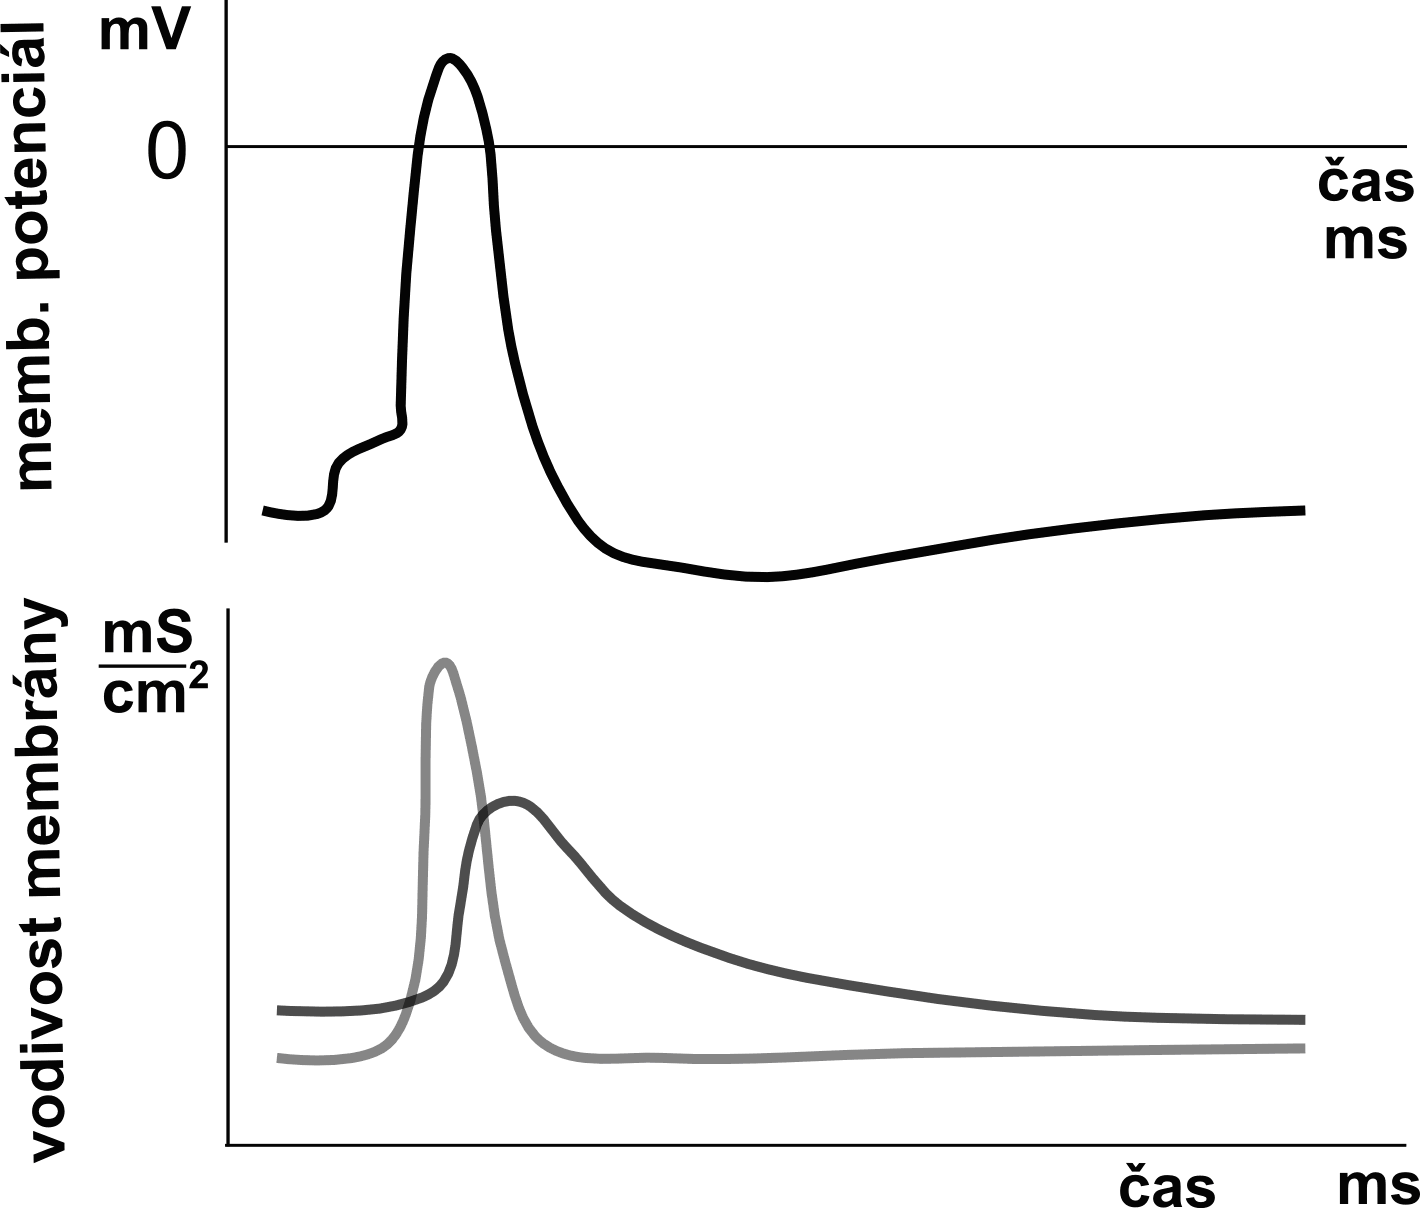 mV
memb. potenciál
0
čas
ms
mS
cm²
vodivost membrány
čas ms